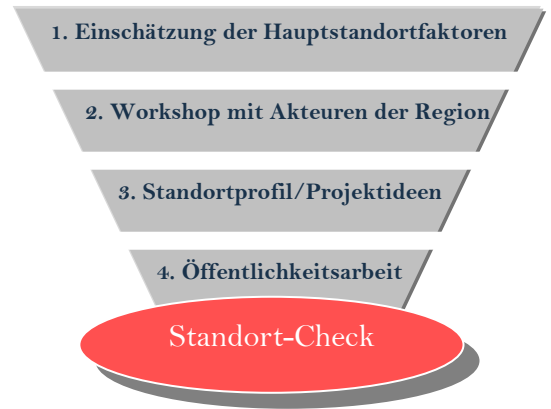 1. Einschätzung der Hauptstandortfaktoren
2. Workshop mit Akteuren der Region
3. Standortprofil/Projektideen
4. Öffentlichkeitsarbeit
Standort-Check